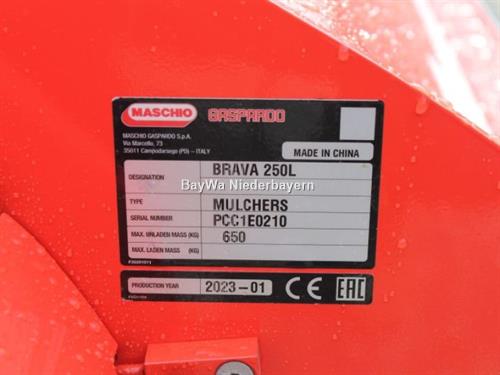 MASCHIO GASPARDO
MASCHIO GASPARDO S.p.A.
Via Marcello, 73
35011 Campodarsego (PD) – ITALY
MADE IN CHINA
DESIGNATION BRAVA 250L
BayWa Niederbayern
TYPE MULCHERS
SERIAL NUMBER PCC1E0210
MAX. UNLADEN MASS (KG) 650
MAX. LADEN MASS (KG)
PRODUCTION YEAR 2023-01 CE EAC